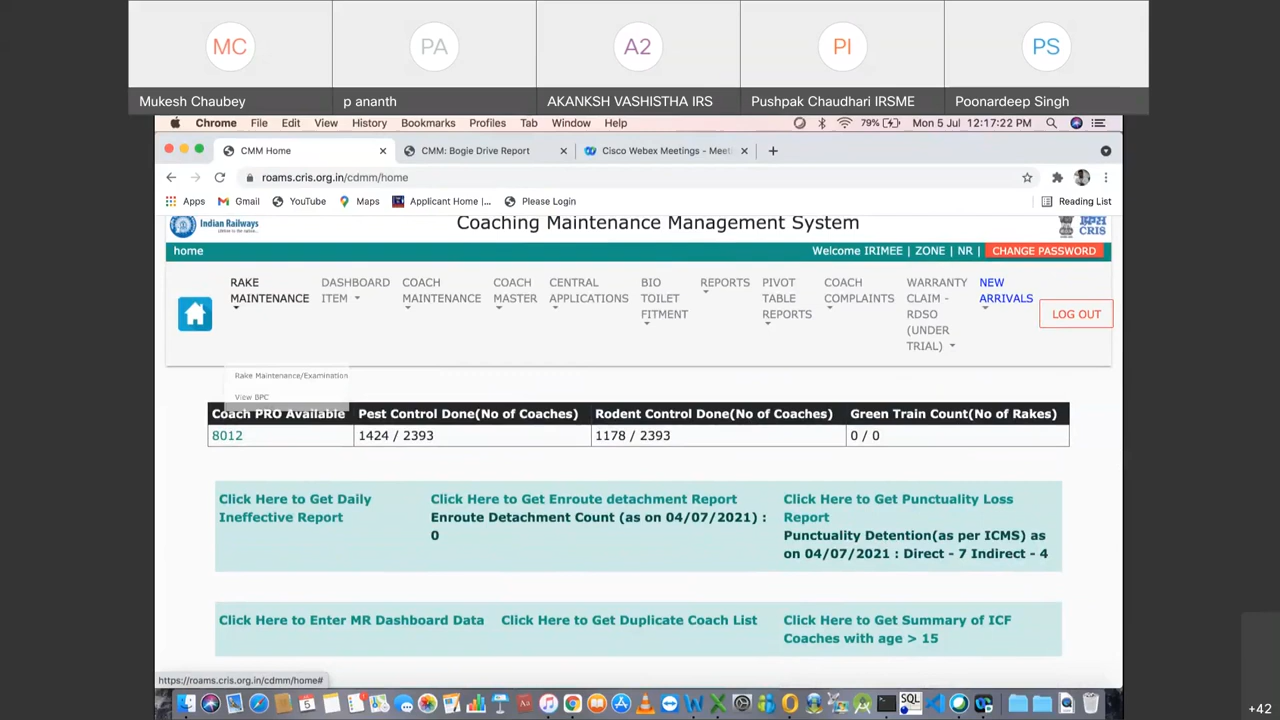 MC
PA
A2
PI
PS
Mukesh Chaubey
p ananth
AKANKSH VASHISTHA IRS
Pushpak Chaudhari IRSME
Poonardeep Singh
Chrome File Edit View History Bookmarks Profiles Tab Window Help
79% Mon 5 Jul 12:17:22 PM
CMM Home
CMM: Bogie Drive Report
Cisco Webex Meetings - Meeti
roams.cris.org.in/cdmm/home
Apps Gmail YouTube Maps Applicant Home |... Please Login Reading List
Indian Railways
Coaching Maintenance Management System
CRIS
home
Welcome IRIMEE | ZONE | NR | CHANGE PASSWORD
RAKE
MAINTENANCE
DASHBOARD
ITEM
COACH
MAINTENANCE
COACH
MASTER
CENTRAL
APPLICATIONS
BIO
TOILET
FITMENT
REPORTS
PIVOT
TABLE
REPORTS
COACH
COMPLAINTS
WARRANTY
CLAIM -
RDSO
(UNDER
TRIAL)
NEW
ARRIVALS
LOG OUT
Rake Maintenance/Examination
View BPC
Coach PRO Available Pest Control Done(No of Coaches) Rodent Control Done(No of Coaches) Green Train Count(No of Rakes)
8012 1424 / 2393 1178 / 2393 0 / 0
Click Here to Get Daily
Ineffective Report
Click Here to Get Enroute detachment Report
Enroute Detachment Count (as on 04/07/2021) :
0
Click Here to Get Punctuality Loss
Report
Punctuality Detention(as per ICMS) as
on 04/07/2021 : Direct - 7 Indirect - 4
Click Here to Enter MR Dashboard Data
Click Here to Get Duplicate Coach List
Click Here to Get Summary of ICF
Coaches with age > 15
https://roams.cris.org.in/cdmm/home#
5
SQL
+42